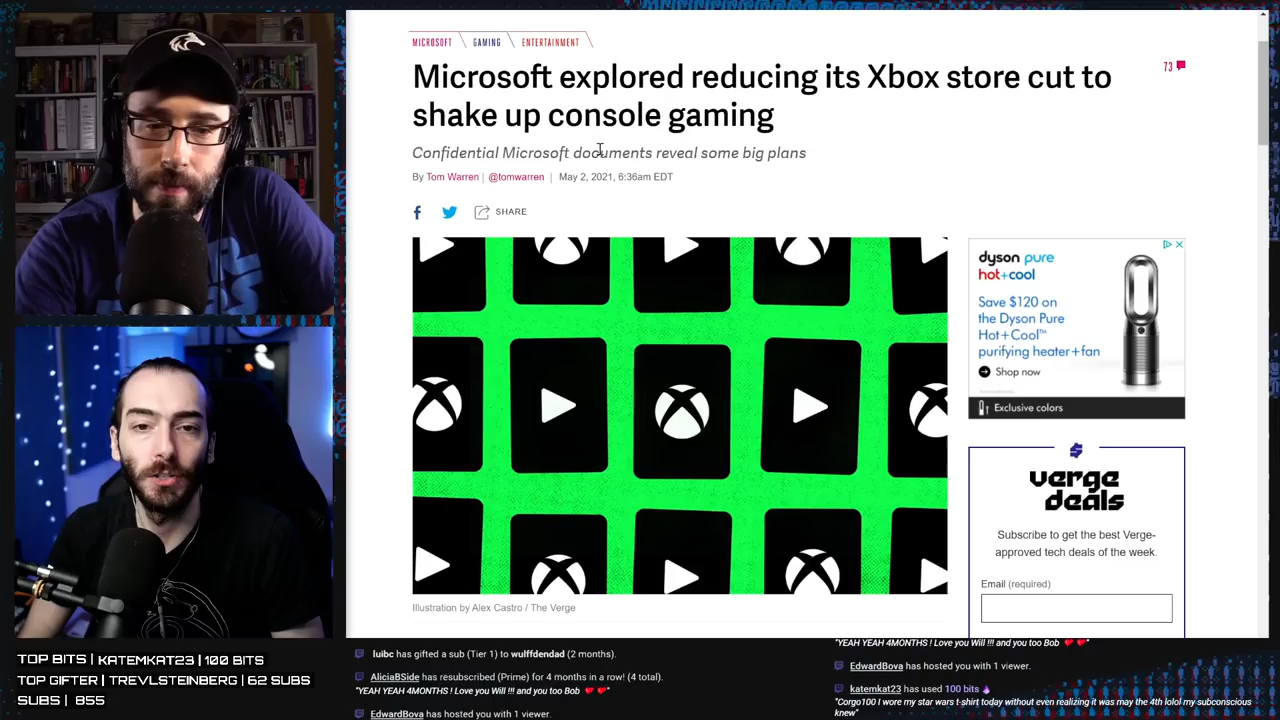 MICROSOFT
GAMING
ENTERTAINMENT
Microsoft explored reducing its Xbox store cut to
shake up console gaming
73
Confidential Microsoft documents reveal some big plans
By Tom Warren | @tomwarren | May 2, 2021, 6:36am EDT
SHARE
dyson pure
hot+cool
Save $120 on
the Dyson Pure
Hot+Cool™
purifying heater+fan
Shop now
Exclusive colors
verge
deals
Subscribe to get the best Verge-
approved tech deals of the week.
Email (required)
Illustration by Alex Castro / The Verge
TOP BITS | KATEMKAT23 | 100 BITS
TOP GIFTER | TREVLSTEINBERG | 62 SUBS
SUBS | 855
luibc has gifted a sub (Tier 1) to wulffdendad (2 months).
AliciaBSide has resubscribed (Prime) for 4 months in a row! (4 total).
"YEAH YEAH 4MONTHS ! Love you Will !!! and you too Bob ❤️ ❤️"
EdwardBova has hosted you with 1 viewer.
"YEAH YEAH 4MONTHS ! Love you Will !!! and you too Bob ❤️ ❤️"
EdwardBova has hosted you with 1 viewer.
katemkat23 has used 100 bits
"Corgo100 I wore my star wars t-shirt today without even realizing it was may the 4th lolol my subconscious
knew"